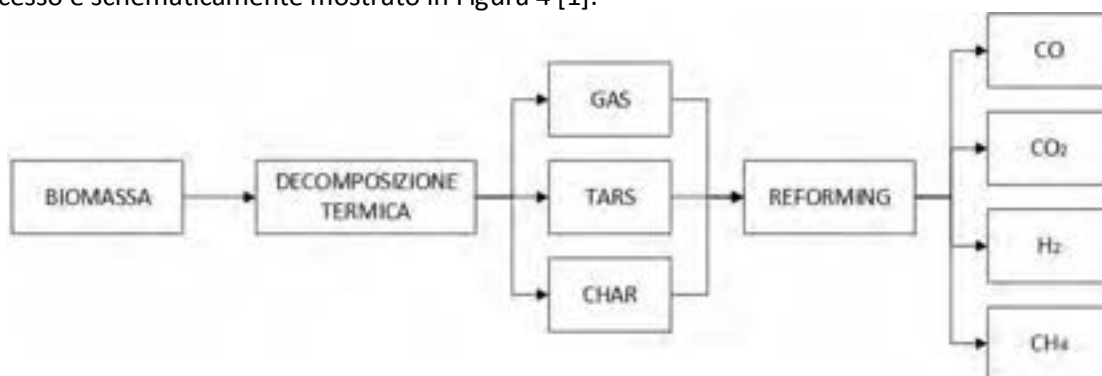 cesso è schematicamente mostrato in Figura 4 [1].
BIOMASSA
DECOMPOSIZIONE
TERMICA
GAS
TARS
CHAR
REFORMING
CO
CO₂
H₂
CH₄